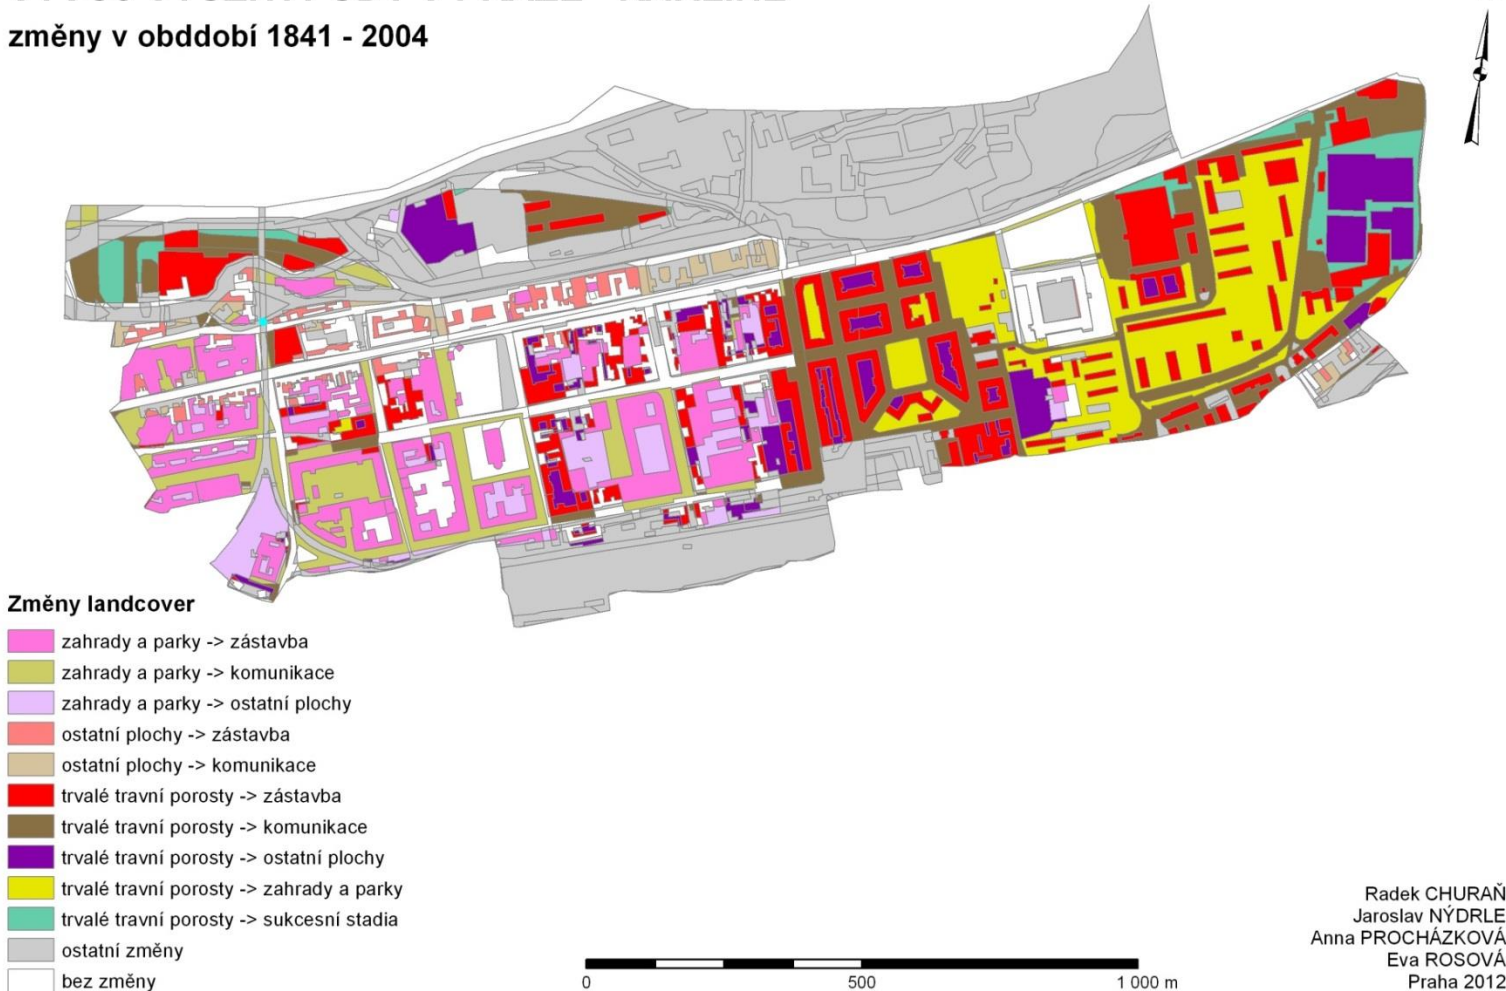 změny v obddobí 1841 - 2004
Změny landcover
zahrady a parky -> zástavba
zahrady a parky -> komunikace
zahrady a parky -> ostatní plochy
ostatní plochy -> zástavba
ostatní plochy -> komunikace
trvalé travní porosty -> zástavba
trvalé travní porosty -> komunikace
trvalé travní porosty -> ostatní plochy
trvalé travní porosty -> zahrady a parky
trvalé travní porosty -> sukcesní stadia
ostatní změny
bez změny
0 500 1 000 m
Radek CHURAŇ
Jaroslav NÝDRLE
Anna PROCHÁZKOVÁ
Eva ROSOVÁ
Praha 2012